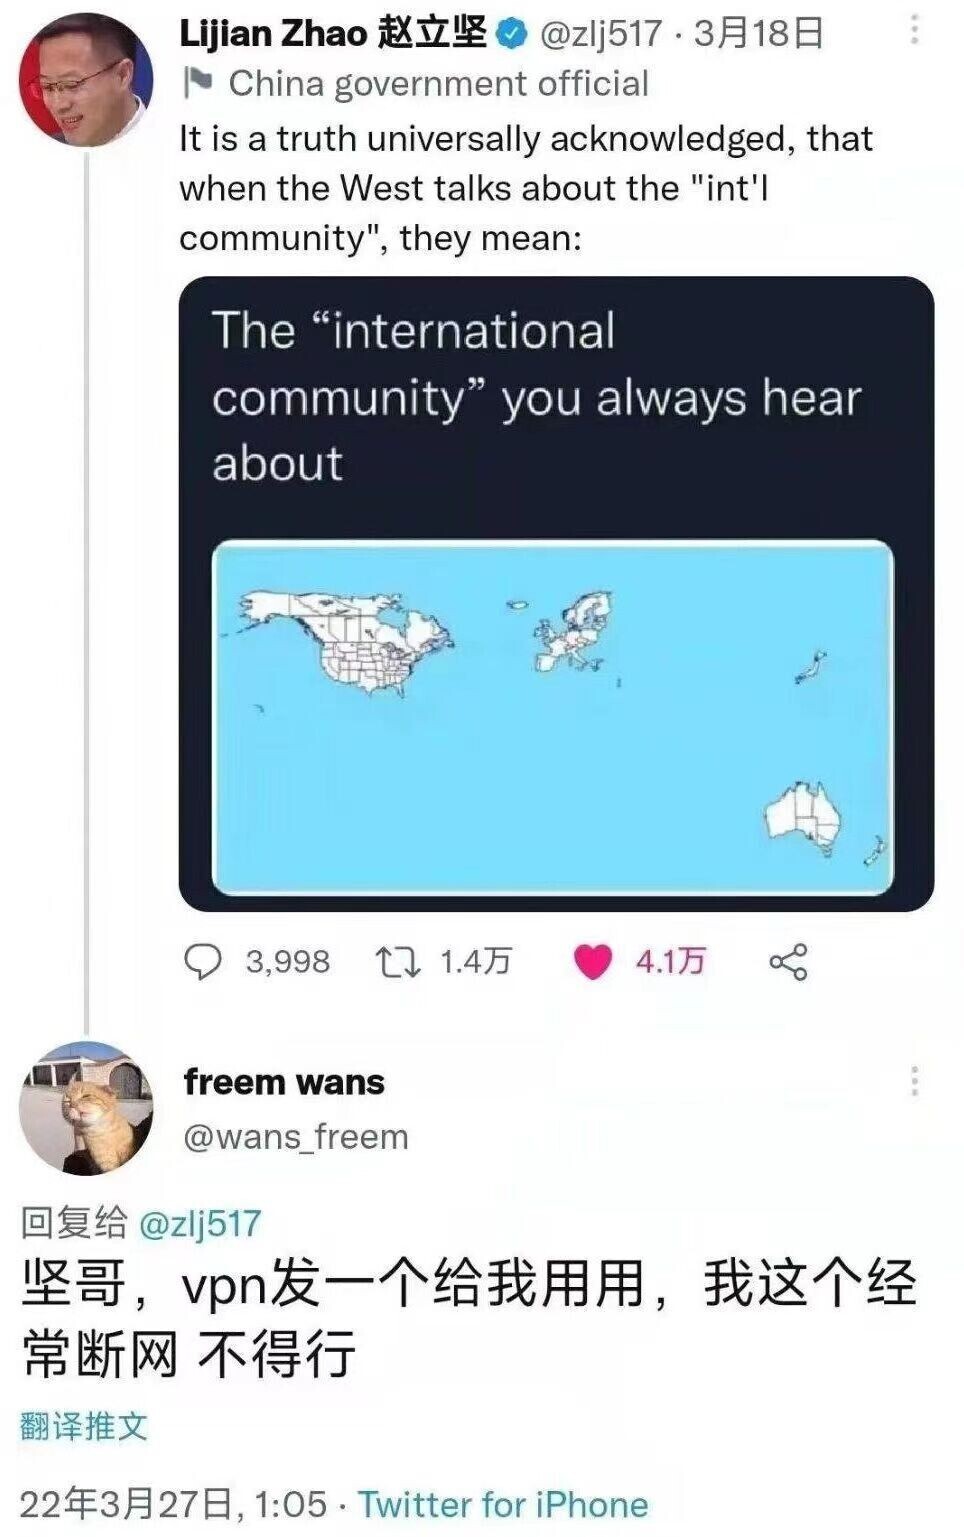 Lijian Zhao 赵立坚 @zlj517 · 3月18日
China government official
It is a truth universally acknowledged, that
when the West talks about the "int'l
community", they mean:
The “international
community” you always hear
about
3,998 1.4万 4.1万
freem wans
@wans_freem
回复给 @zlj517
坚哥，vpn发一个给我用用，我这个经
常断网 不得行
翻译推文
22年3月27日, 1:05 · Twitter for iPhone